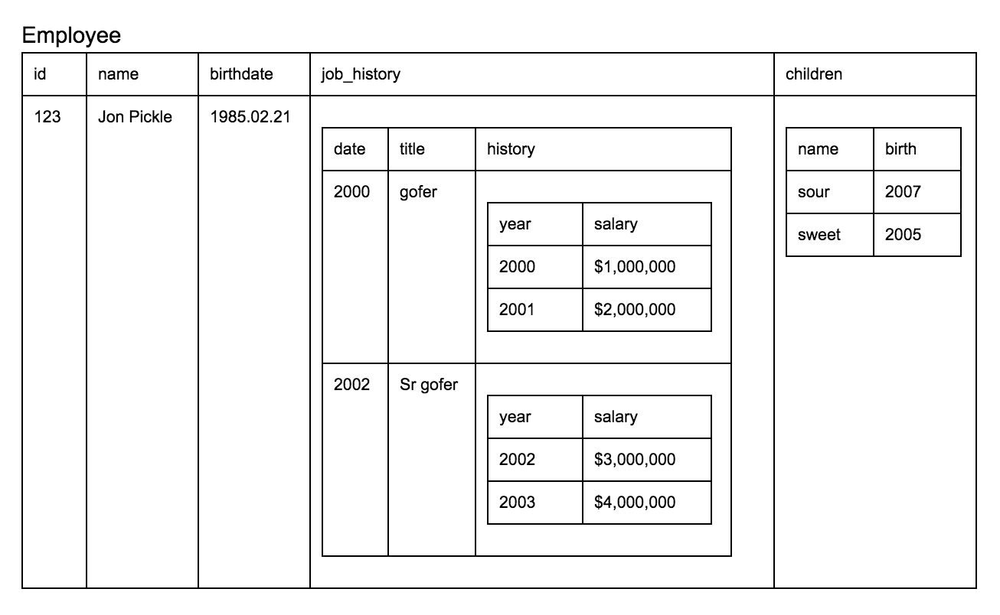 Employee
id name birthdate job_history children
123 Jon Pickle 1985.02.21
date title history
2000 gofer
year salary
2000 $1,000,000
2001 $2,000,000
2002 Sr gofer
year salary
2002 $3,000,000
2003 $4,000,000
name birth
sour 2007
sweet 2005